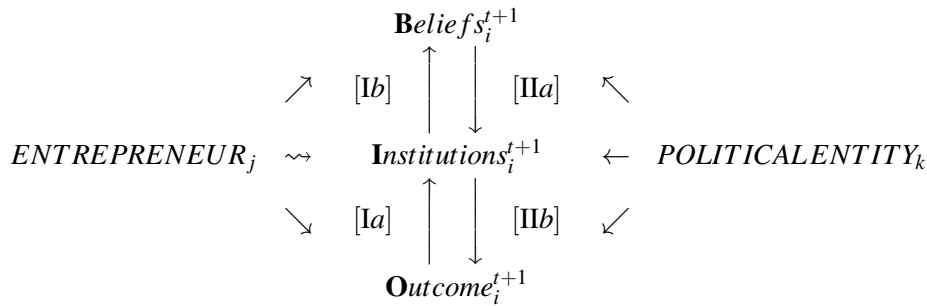 Beliefs_i^{t+1}
↗ [Ib] ↑ ↓ [IIa] ↖
ENTREPRENEUR_j ⇝ Institutions_i^{t+1} ← POLITICALENTITY_k
↘ [Ia] ↑ ↓ [IIb] ↙
Outcome_i^{t+1}